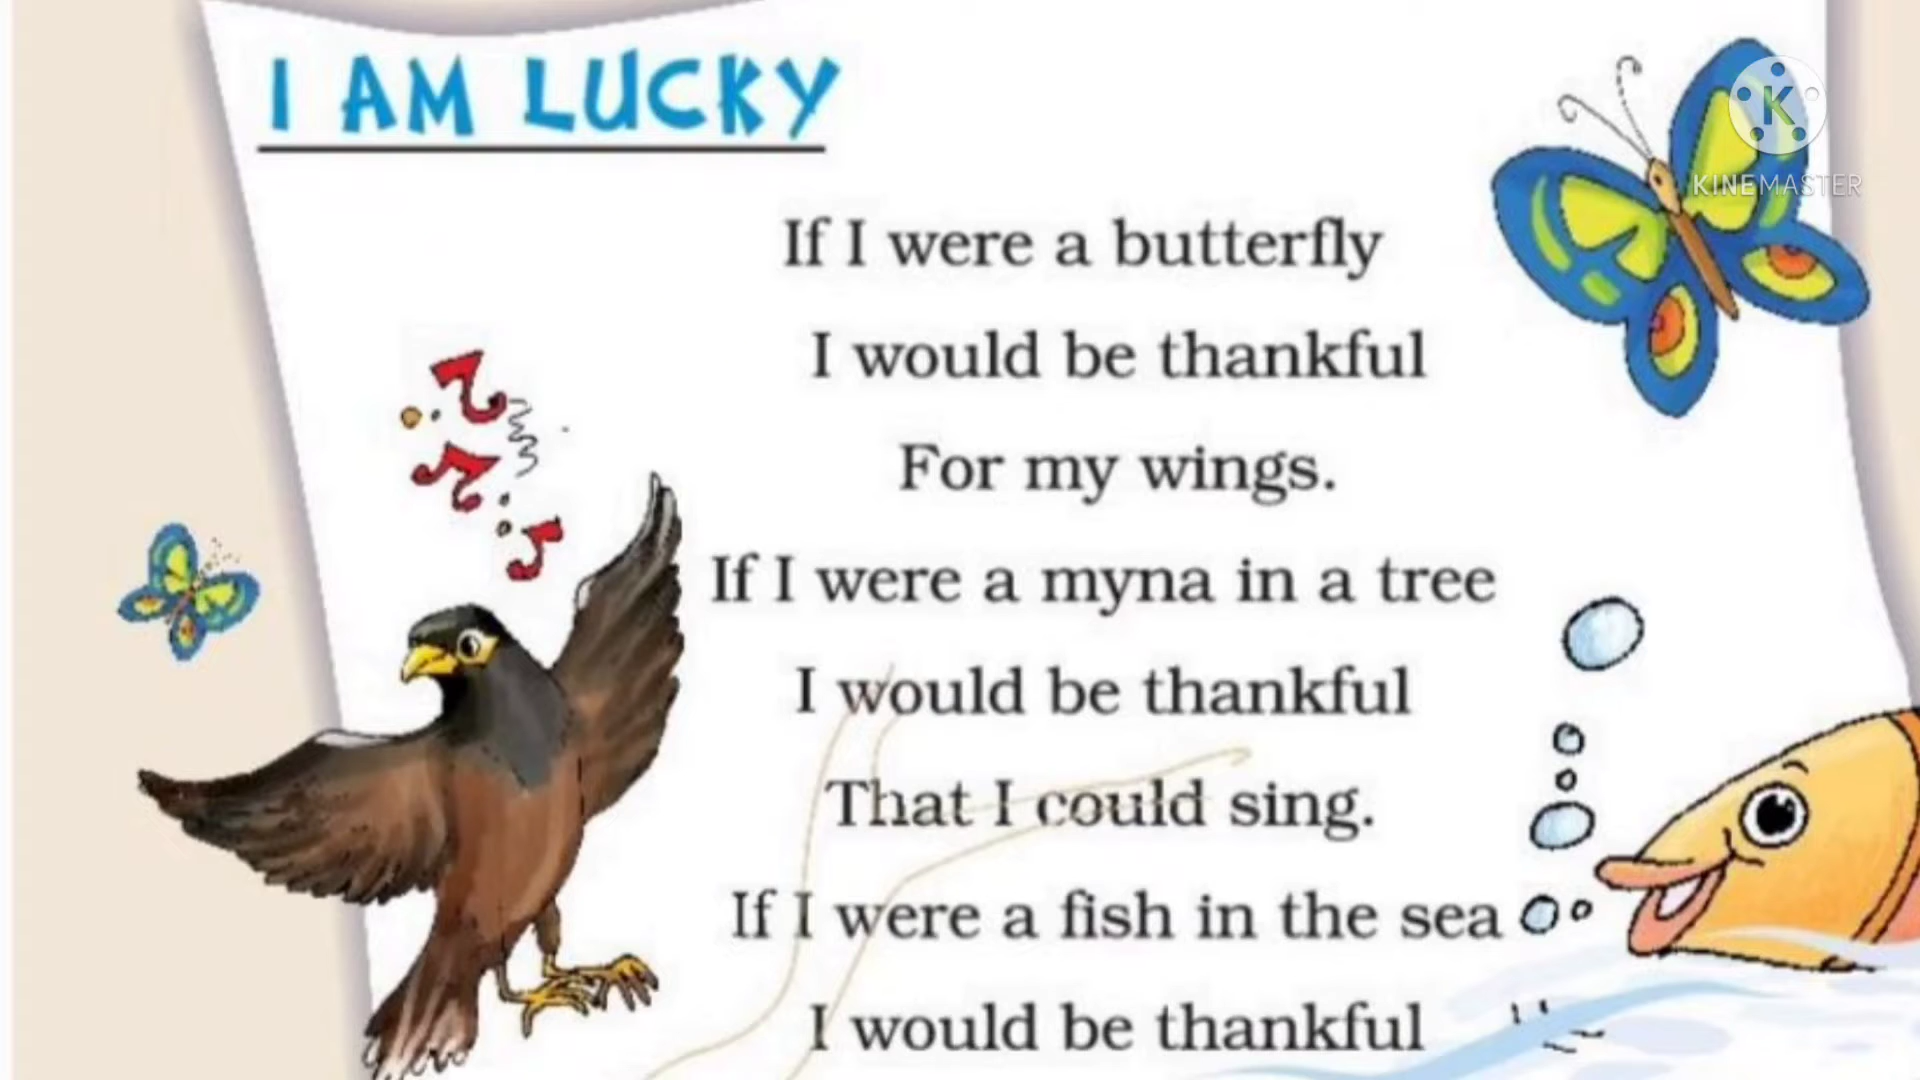 I AM LUCKY
K
KINEMASTER
If I were a butterfly
I would be thankful
For my wings.
If I were a myna in a tree
I would be thankful
That I could sing.
If I were a fish in the sea
I would be thankful